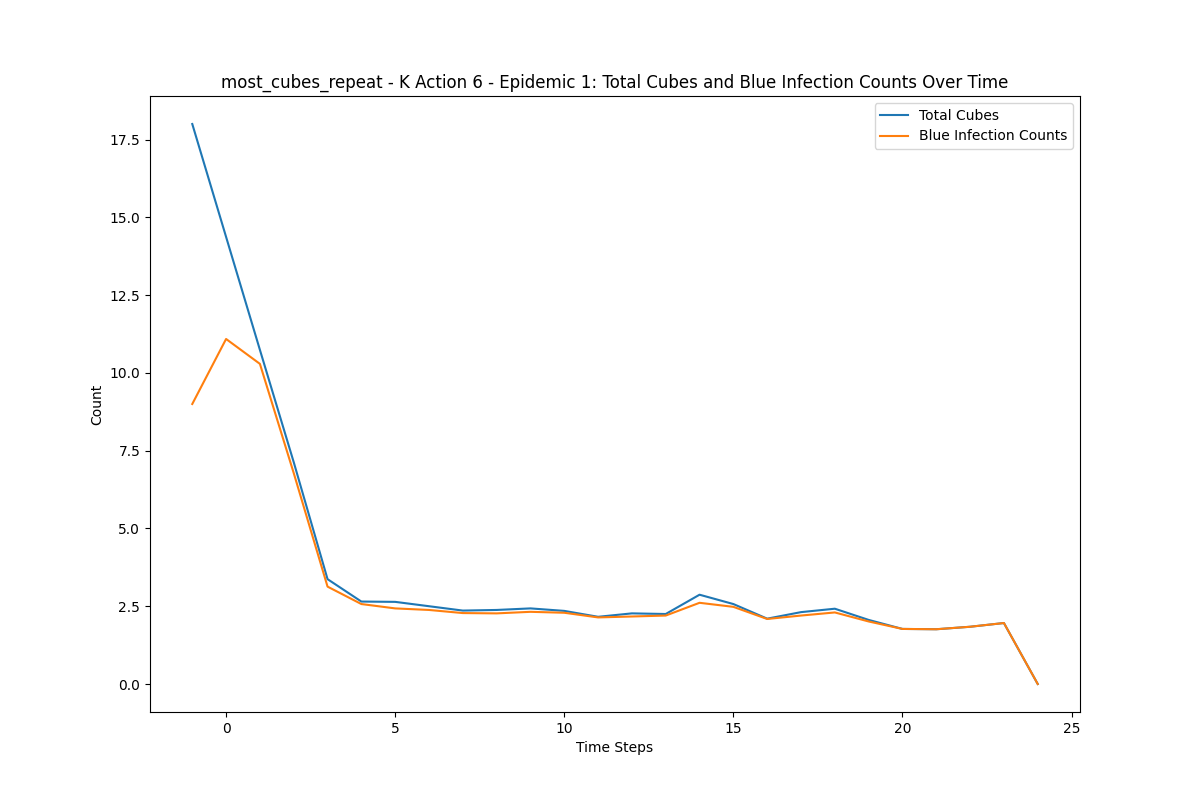 most_cubes_repeat - K Action 6 - Epidemic 1: Total Cubes and Blue Infection Counts Over Time
Total Cubes
Blue Infection Counts
17.5
15.0
12.5
10.0
7.5
5.0
2.5
0.0
Count
0 5 10 15 20 25
Time Steps